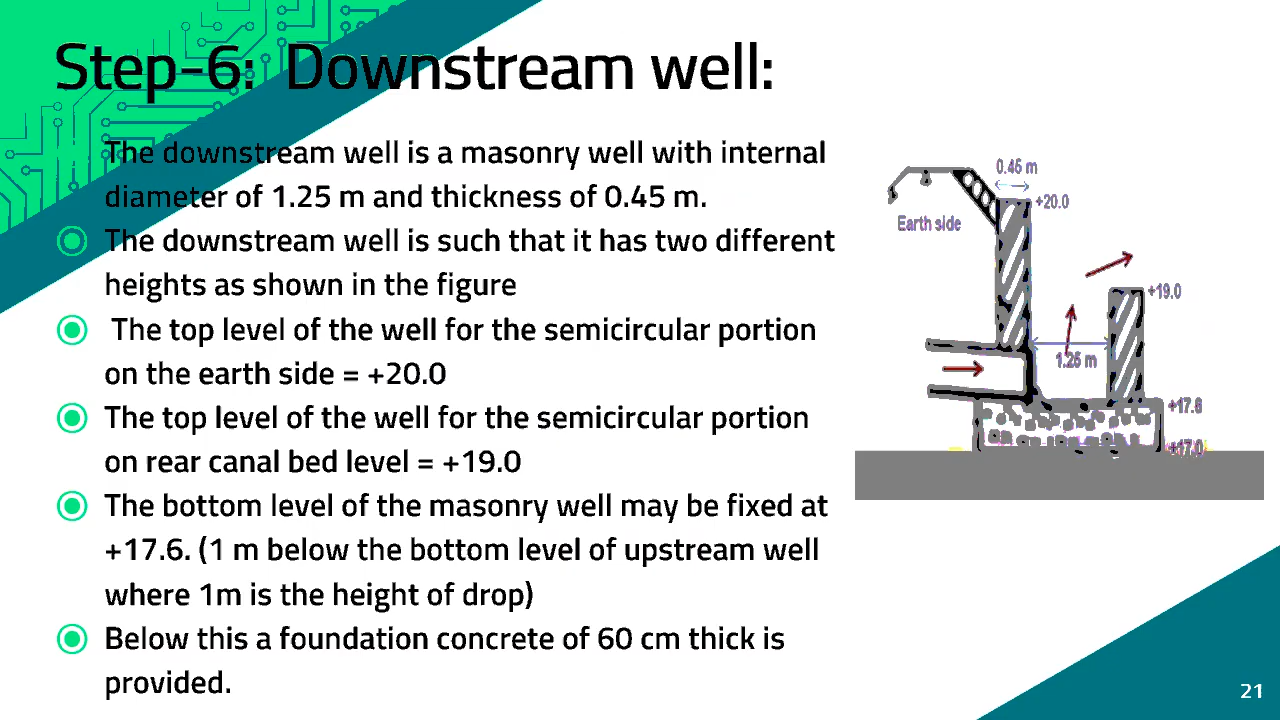 Step-6: Downstream well:
The downstream well is a masonry well with internal
diameter of 1.25 m and thickness of 0.45 m.
The downstream well is such that it has two different
heights as shown in the figure
The top level of the well for the semicircular portion
on the earth side = +20.0
The top level of the well for the semicircular portion
on rear canal bed level = +19.0
The bottom level of the masonry well may be fixed at
+17.6. (1 m below the bottom level of upstream well
where 1m is the height of drop)
Below this a foundation concrete of 60 cm thick is
provided.
0.45 m
+20.0
Earth side
+19.0
1.25 m
+17.6
+17.0
21